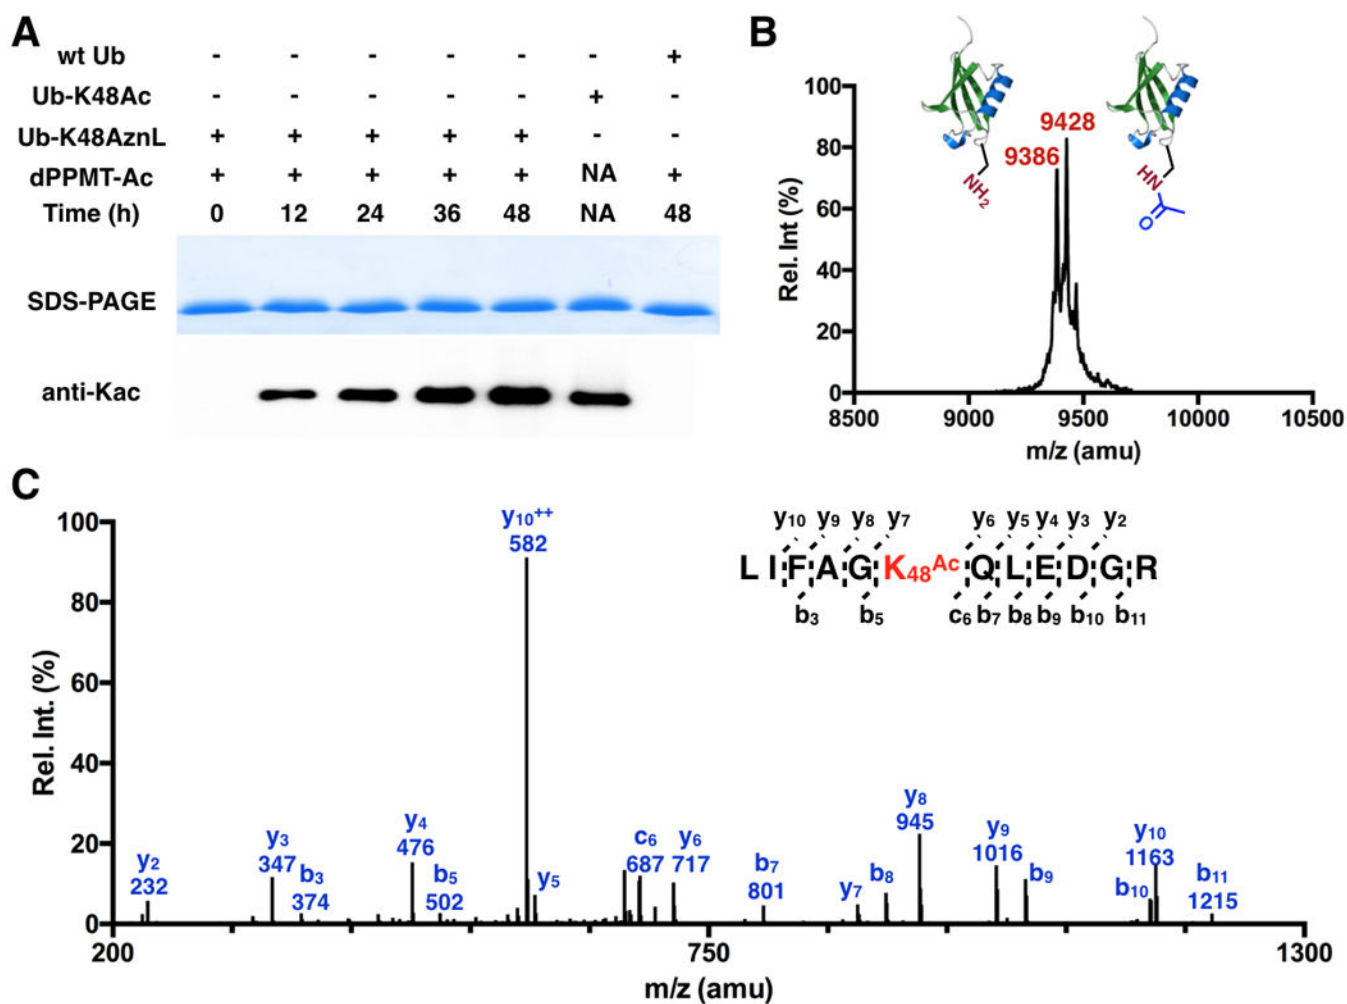 A
wt Ub - - - - - - +
Ub-K48Ac - - - - - + -
Ub-K48AznL + + + + + - -
dPPMT-Ac + + + + + NA +
Time (h) 0 12 24 36 48 NA 48
SDS-PAGE
anti-Kac
B
100
80
60
40
20
0
Rel. Int (%)
9386
9428
NH₂
HN
O
8500 9000 9500 10000 10500
m/z (amu)
C
100
80
60
40
20
0
Rel. Int. (%)
y₁₀ y₉ y₈ y₇ y₆ y₅ y₄ y₃ y₂
L I F A G K₄₈ᴬᶜ Q L E D G R
b₃ b₅ c₆ b₇ b₈ b₉ b₁₀ b₁₁
y₂
232
y₃
347
b₃
374
y₄
476
b₅
502
y₁₀⁺⁺
582
y₅
c₆
687
y₆
717
b₇
801
y₇
b₈
y₈
945
y₉
1016
b₉
b₁₀
y₁₀
1163
b₁₁
1215
200 750 1300
m/z (amu)